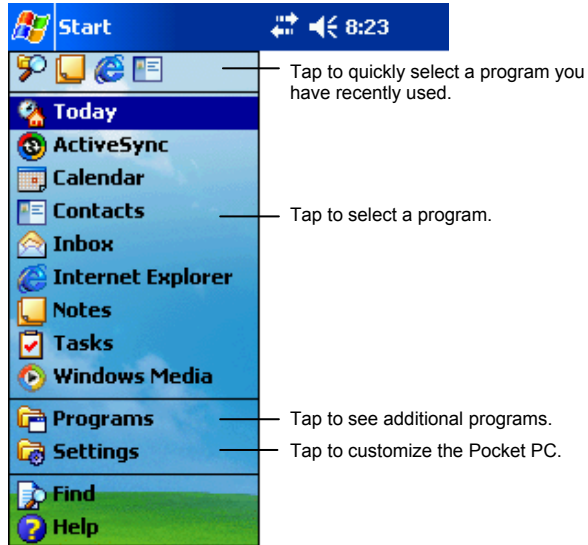 Start 8:23
Tap to quickly select a program you
have recently used.
Today
ActiveSync
Calendar
Contacts
Tap to select a program.
Inbox
Internet Explorer
Notes
Tasks
Windows Media
Programs
Tap to see additional programs.
Settings
Tap to customize the Pocket PC.
Find
Help